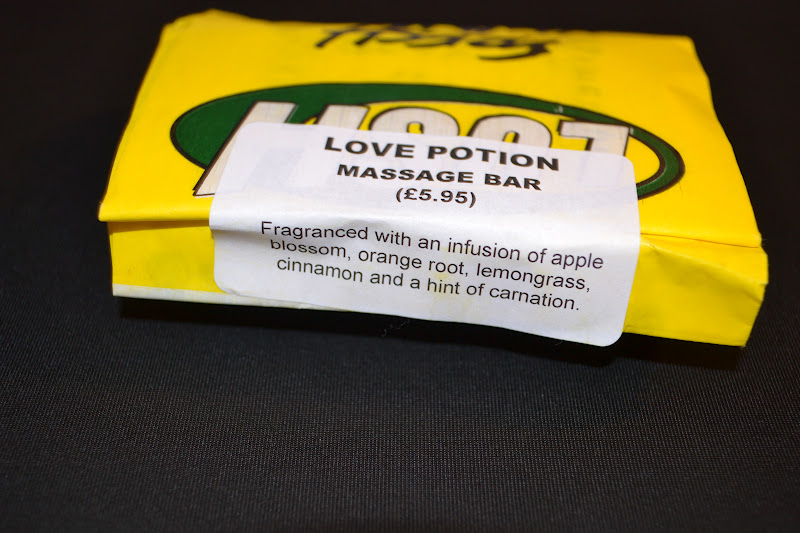 LOVE POTION
MASSAGE BAR
(£5.95)
Fragranced with an infusion of apple
blossom, orange root, lemongrass,
cinnamon and a hint of carnation.